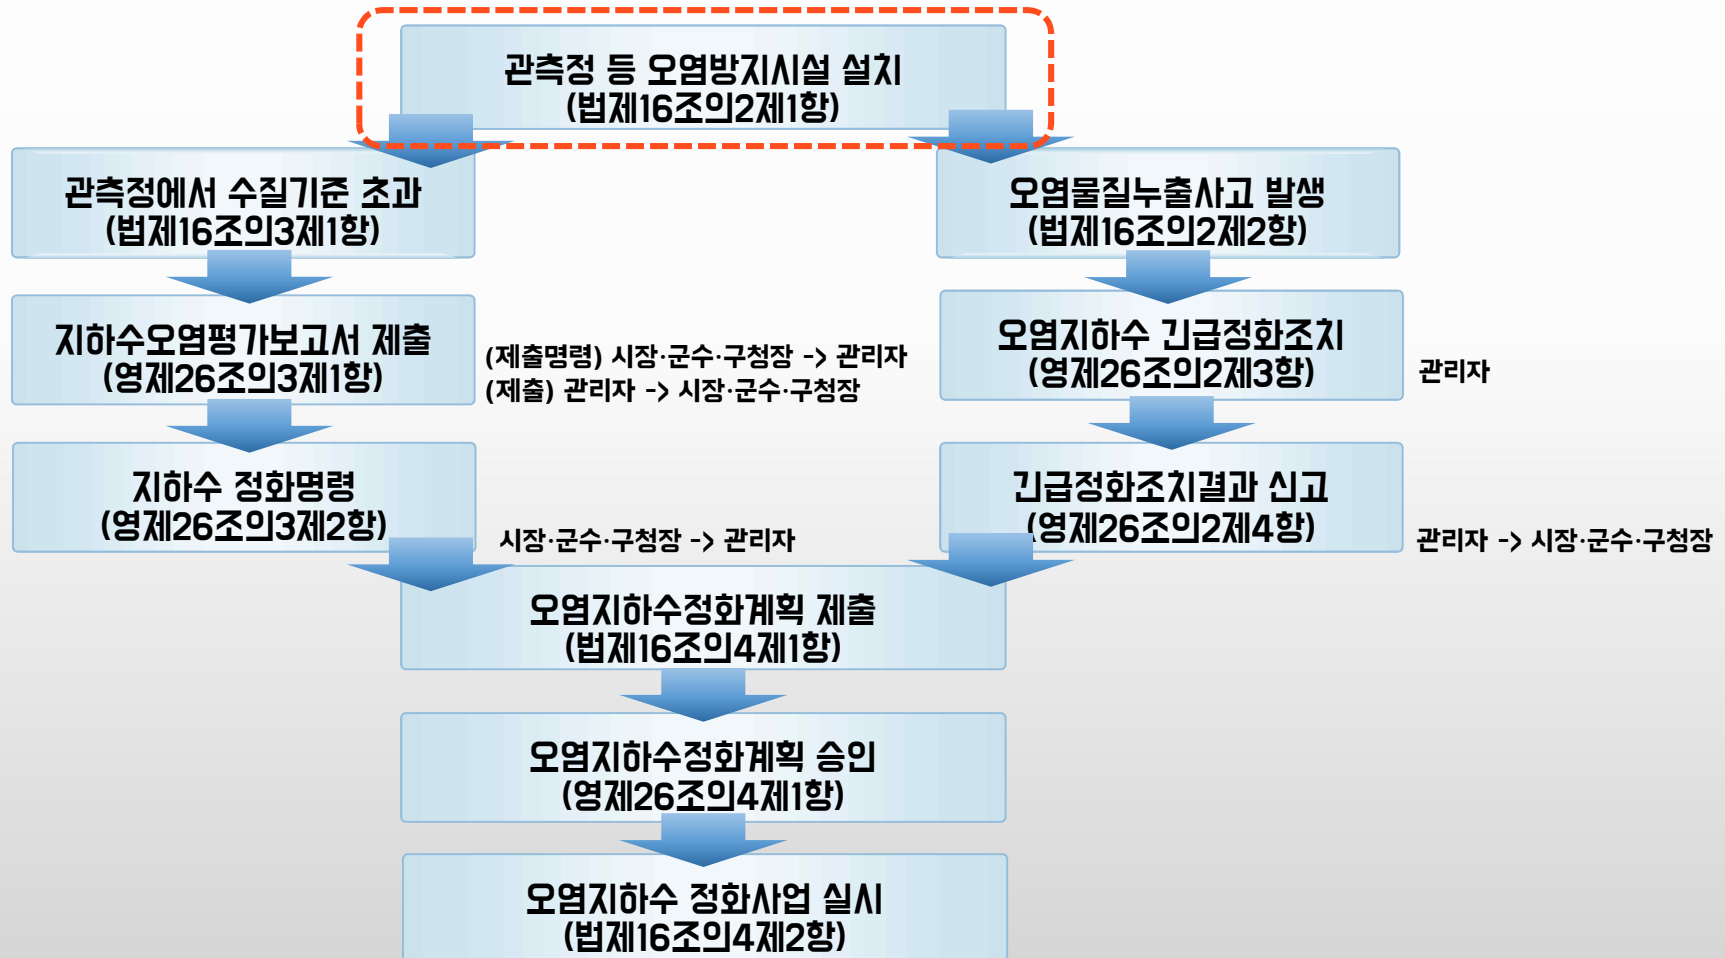 관측정 등 오염방지시설 설치
(법제16조의2제1항)
관측정에서 수질기준 초과
(법제16조의3제1항)
오염물질누출사고 발생
(법제16조의2제2항)
지하수오염평가보고서 제출
(영제26조의3제1항)
(제출명령) 시장·군수·구청장 -> 관리자
(제출) 관리자 -> 시장·군수·구청장
오염지하수 긴급정화조치
(영제26조의2제3항)
관리자
지하수 정화명령
(영제26조의3제2항)
시장·군수·구청장 -> 관리자
긴급정화조치결과 신고
(영제26조의2제4항)
관리자 -> 시장·군수·구청장
오염지하수정화계획 제출
(법제16조의4제1항)
오염지하수정화계획 승인
(영제26조의4제1항)
오염지하수 정화사업 실시
(법제16조의4제2항)